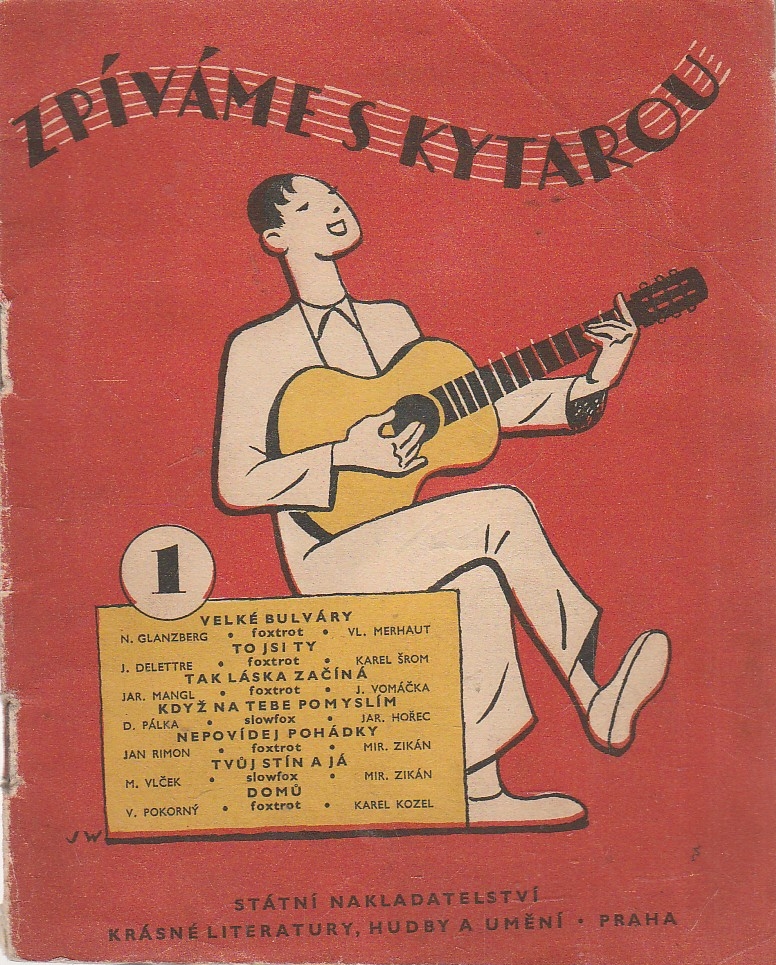 ZPÍVÁME S KYTAROU
1
VELKÉ BULVÁRY
N. GLANZBERG • foxtrot • VL. MERHAUT
TO JSI TY
J. DELETTRE • foxtrot • KAREL ŠROM
TAK LÁSKA ZAČÍNÁ
JAR. MANGL • foxtrot • J. VOMÁČKA
KDYŽ NA TEBE POMYSLÍM
D. PÁLKA • slowfox • JAR. HOŘEC
NEPOVÍDEJ POHÁDKY
JAN RIMON • foxtrot • MIR. ZIKÁN
TVŮJ STÍN A JÁ
M. VLČEK • slowfox • MIR. ZIKÁN
DOMŮ
V. POKORNÝ • foxtrot • KAREL KOZEL
JW
STÁTNÍ NAKLADATELSTVÍ
KRÁSNÉ LITERATURY, HUDBY A UMĚNÍ • PRAHA